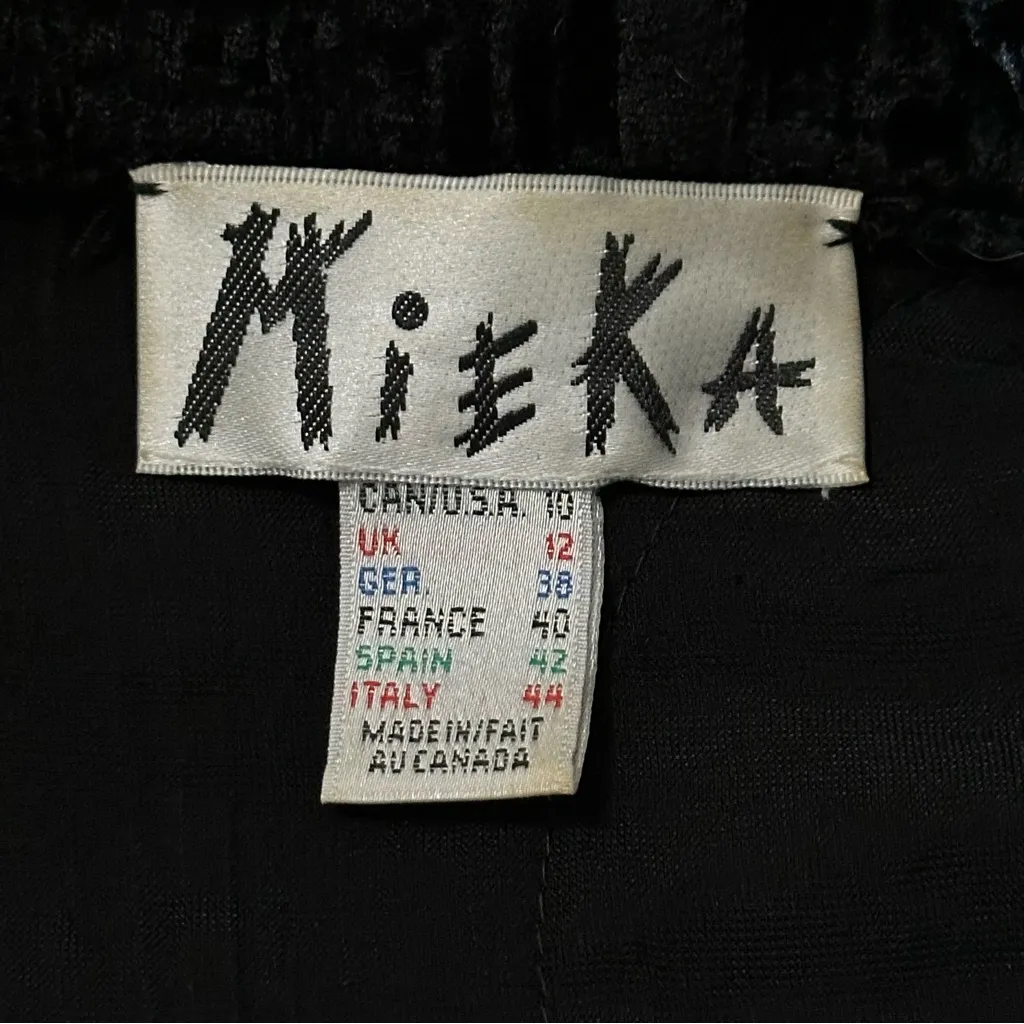 MiEKA
CAN/U.S.A. 10
UK 12
GER. 38
FRANCE 40
SPAIN 42
ITALY 44
MADE IN/FAIT
AU CANADA